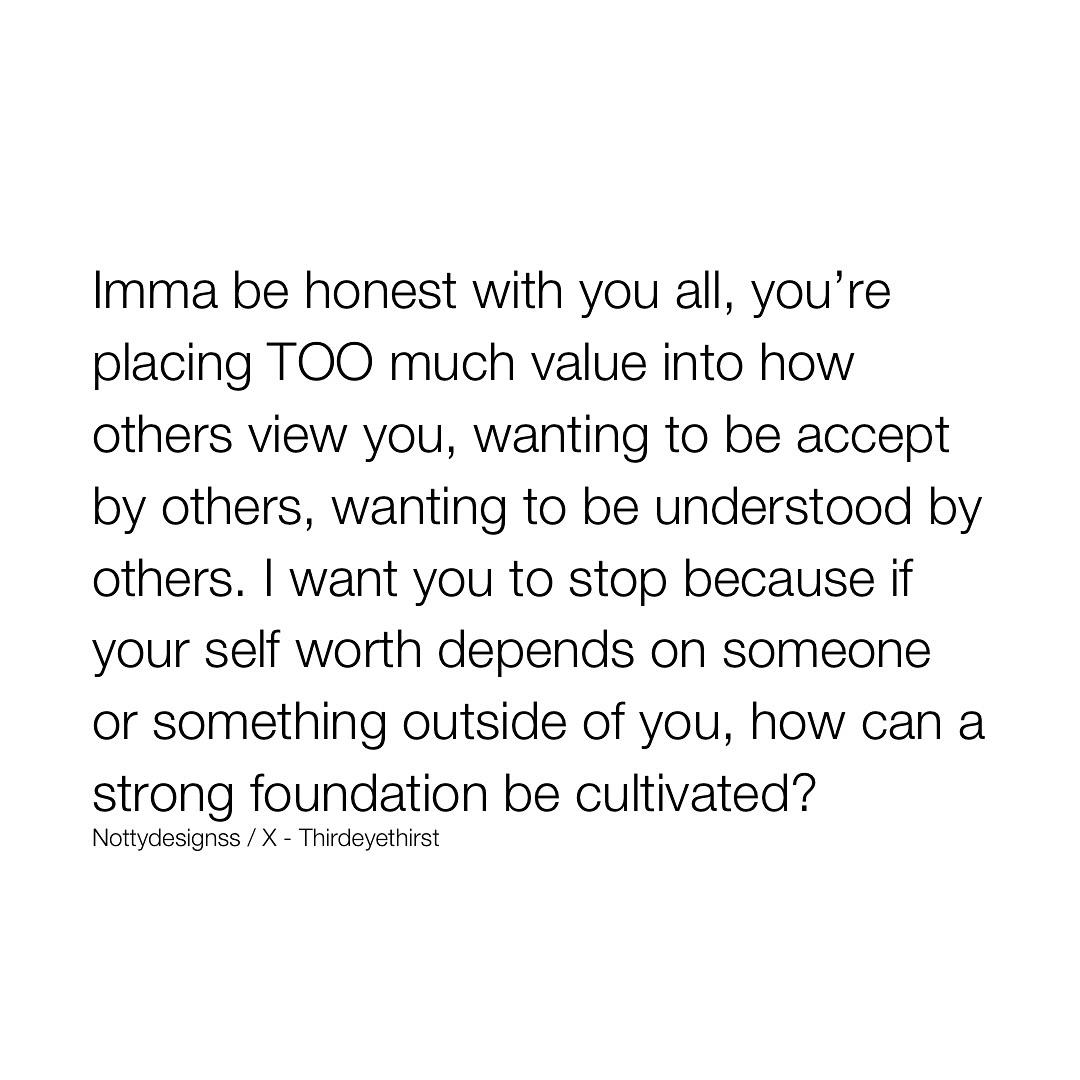 Imma be honest with you all, you’re
placing TOO much value into how
others view you, wanting to be accept
by others, wanting to be understood by
others. I want you to stop because if
your self worth depends on someone
or something outside of you, how can a
strong foundation be cultivated?
Nottydesignss / X - Thirdeyethirst